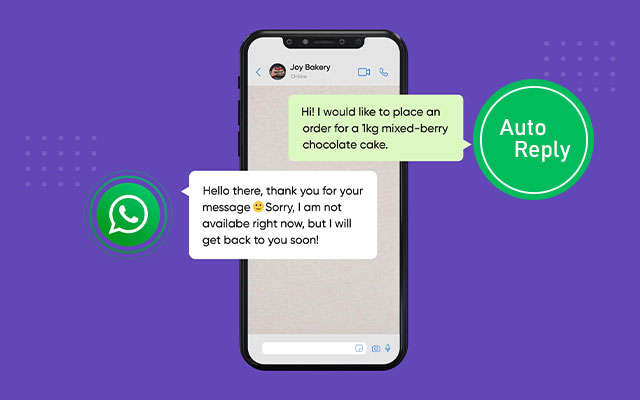 Joy Bakery
Online
Hi! I would like to place an
order for a 1kg mixed-berry
chocolate cake.
Auto
Reply
Hello there, thank you for your
message 🙂Sorry, I am not
availabe right now, but I will
get back to you soon!